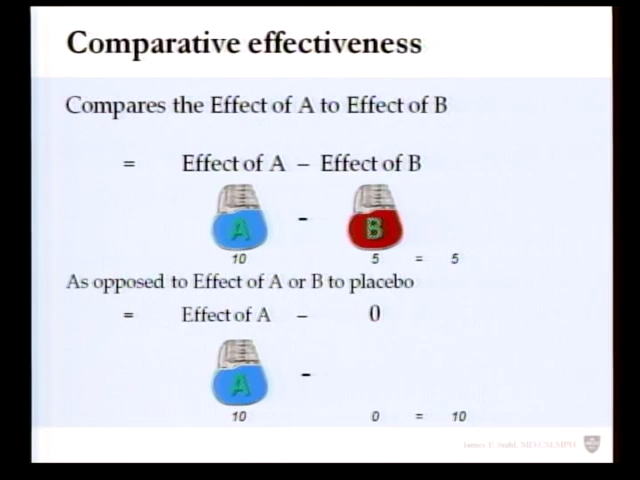 Comparative effectiveness
Compares the Effect of A to Effect of B
= Effect of A – Effect of B
A - B
10 5 = 5
As opposed to Effect of A or B to placebo
= Effect of A – 0
A -
10 0 = 10
James